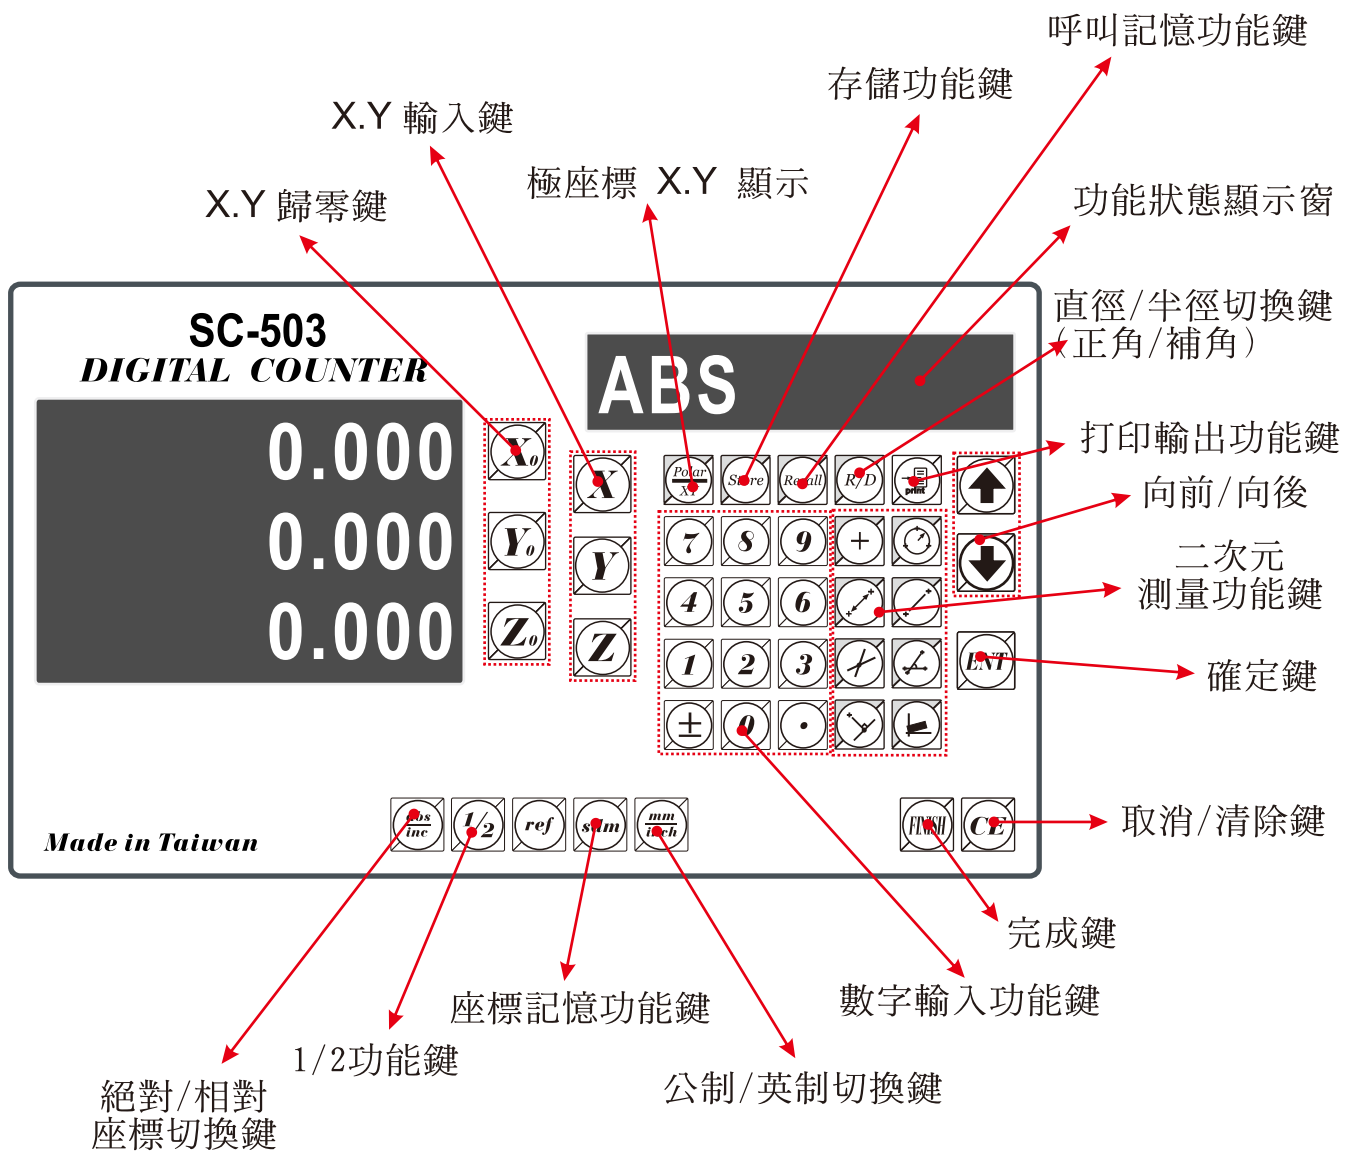 呼叫記憶功能鍵
存儲功能鍵
X.Y 輸入鍵
極座標 X.Y 顯示
X.Y 歸零鍵
功能狀態顯示窗
直徑/半徑切換鍵
(正角/補角)
SC-503
DIGITAL COUNTER
ABS
0.000
0.000
0.000
X0
Y0
Z0
X
Y
Z
Polar
XY
Store
Recall
R/D
print
打印輸出功能鍵
向前/向後
7 8 9 +
二次元
測量功能鍵
4 5 6
1 2 3
ENT
確定鍵
± 0 .
abs
inc
1/2
ref
sdm
mm
inch
FINISH
CE
取消/清除鍵
Made in Taiwan
完成鍵
數字輸入功能鍵
座標記憶功能鍵
1/2功能鍵
公制/英制切換鍵
絕對/相對
座標切換鍵